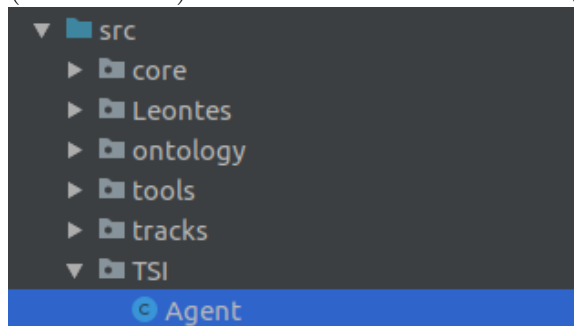 src
core
Leontes
ontology
tools
tracks
TSI
C Agent